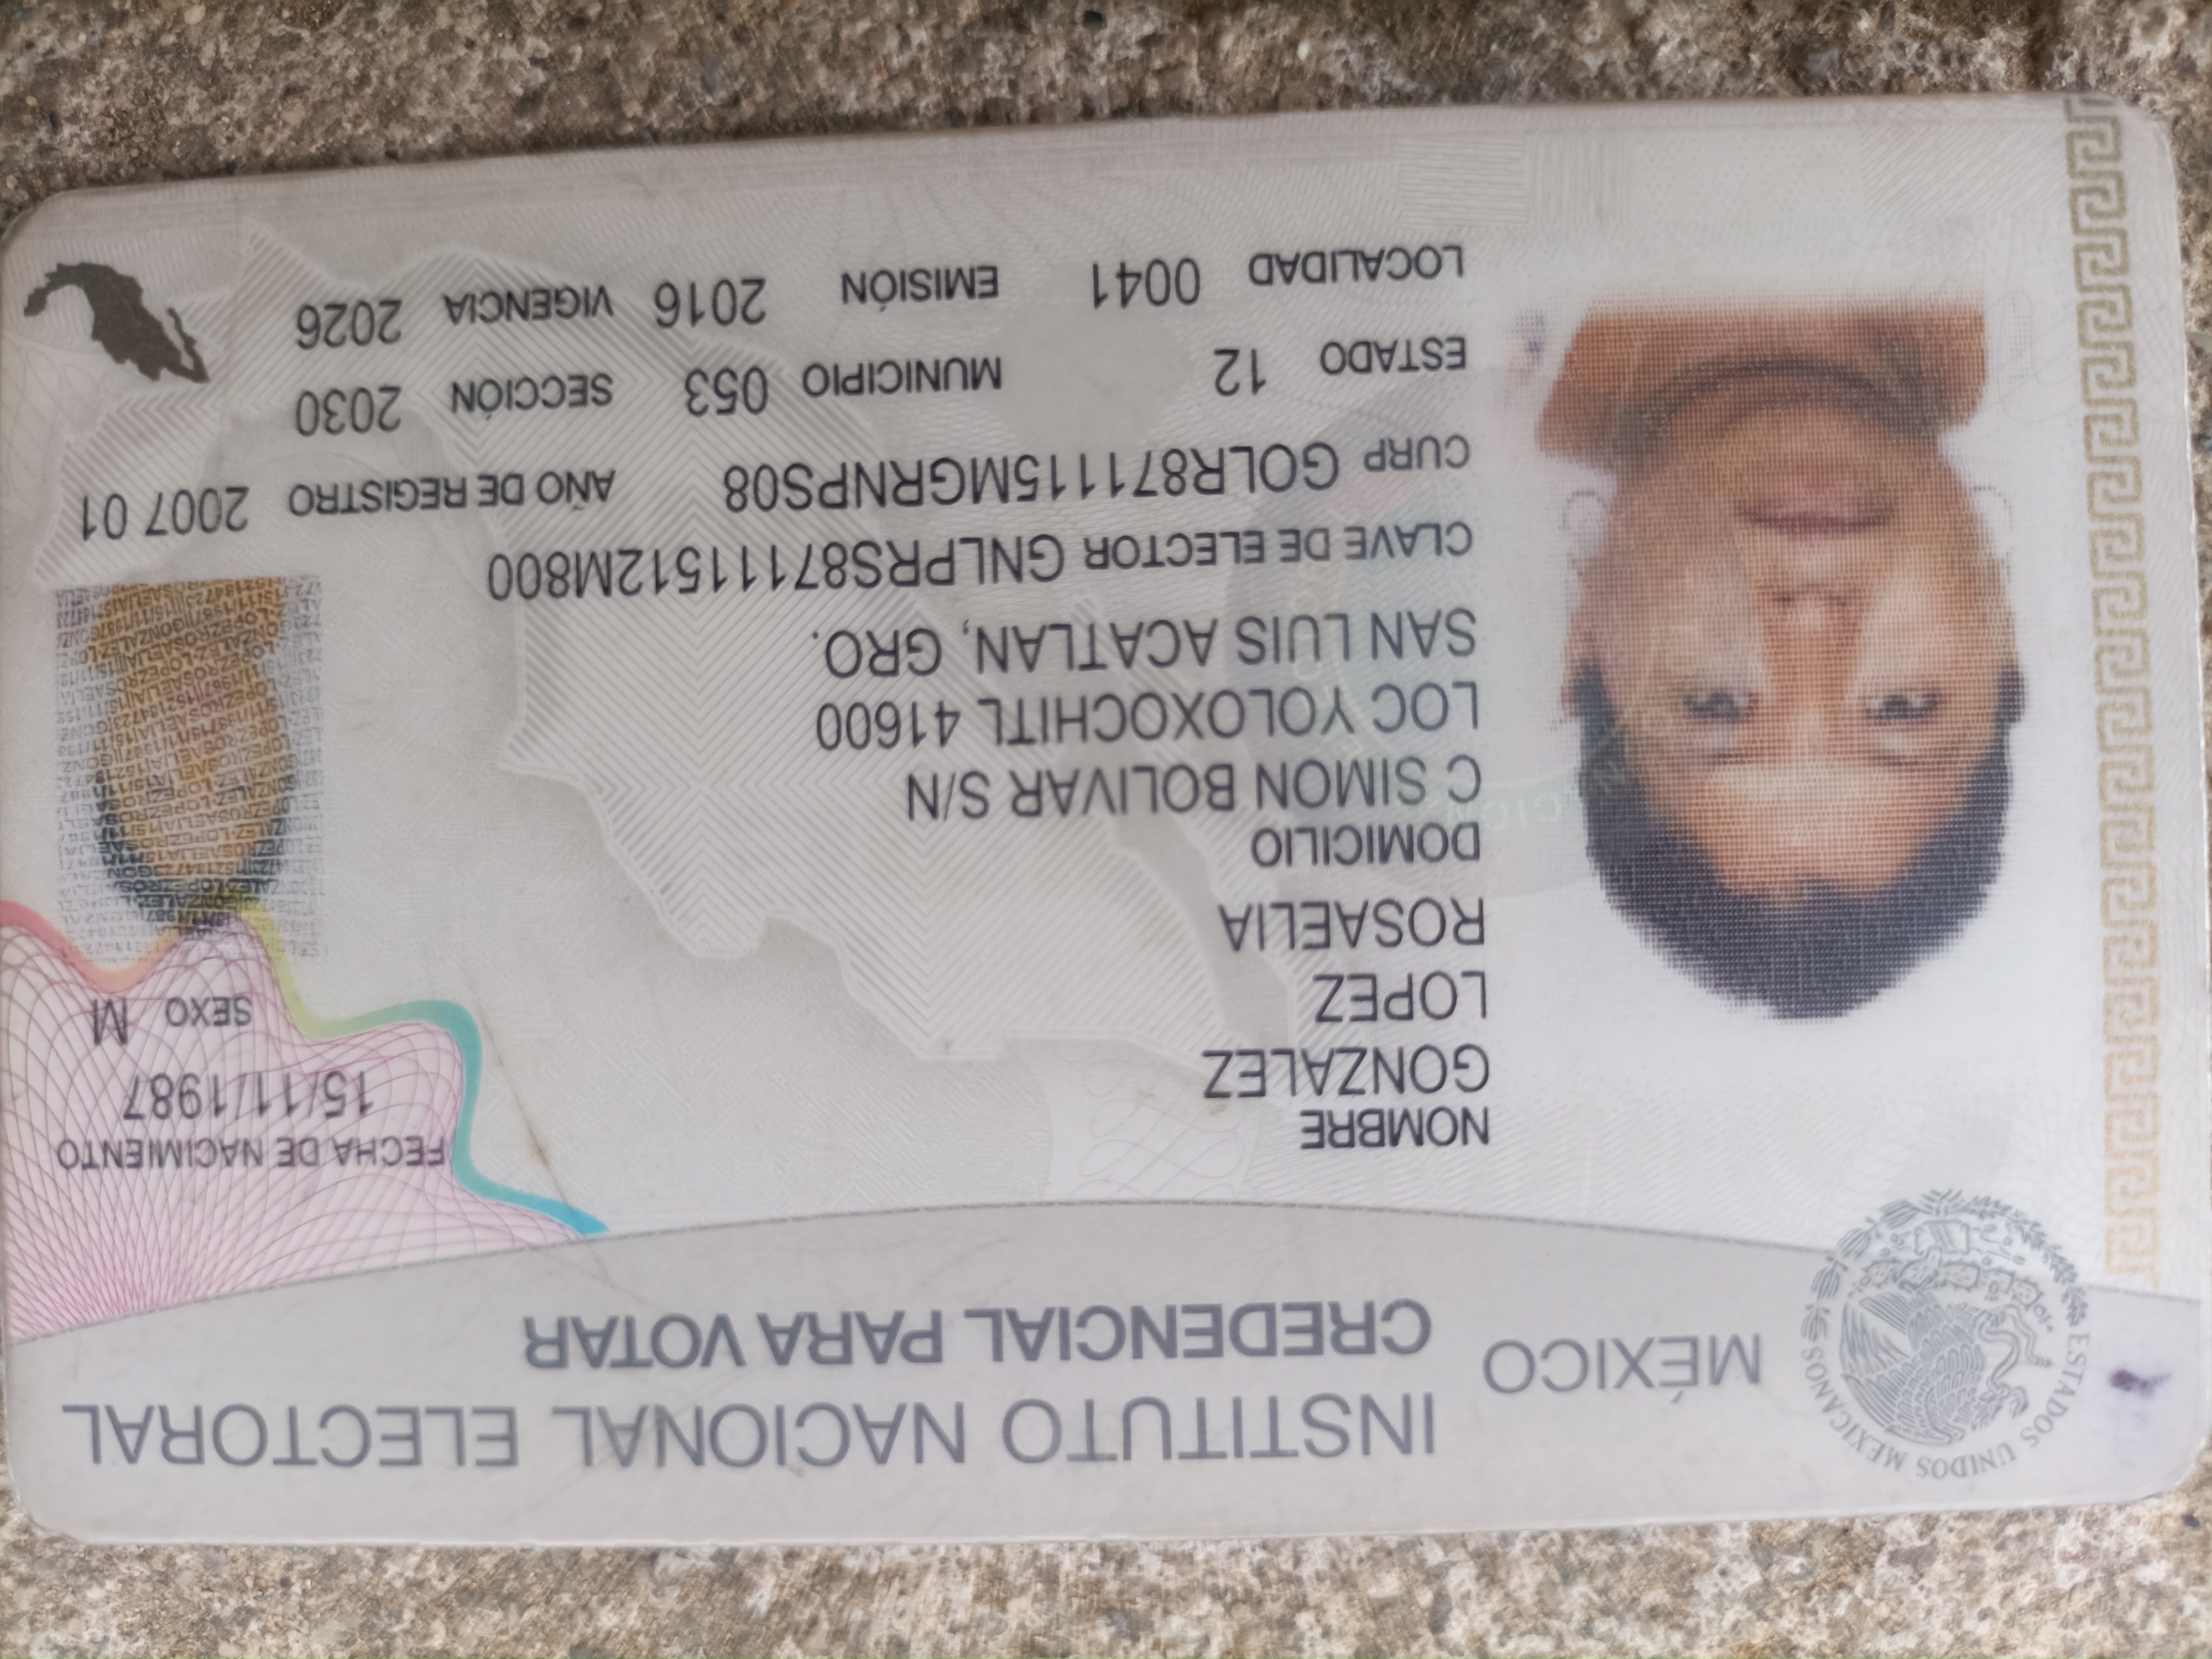 MÉXICO
INSTITUTO NACIONAL ELECTORAL
CREDENCIAL PARA VOTAR
ESTADOS UNIDOS MEXICANOS
NOMBRE
GONZALEZ
LOPEZ
ROSAELIA
FECHA DE NACIMIENTO
15/11/1987
SEXO M
DOMICILIO
C SIMON BOLIVAR S/N
LOC YOLOXOCHITL 41600
SAN LUIS ACATLAN, GRO.
CLAVE DE ELECTOR GNLPRS87111512M800
CURP GOLR871115MGRNPS08 AÑO DE REGISTRO 2007 01
ESTADO 12 MUNICIPIO 053 SECCIÓN 2030
LOCALIDAD 0041 EMISIÓN 2016 VIGENCIA 2026